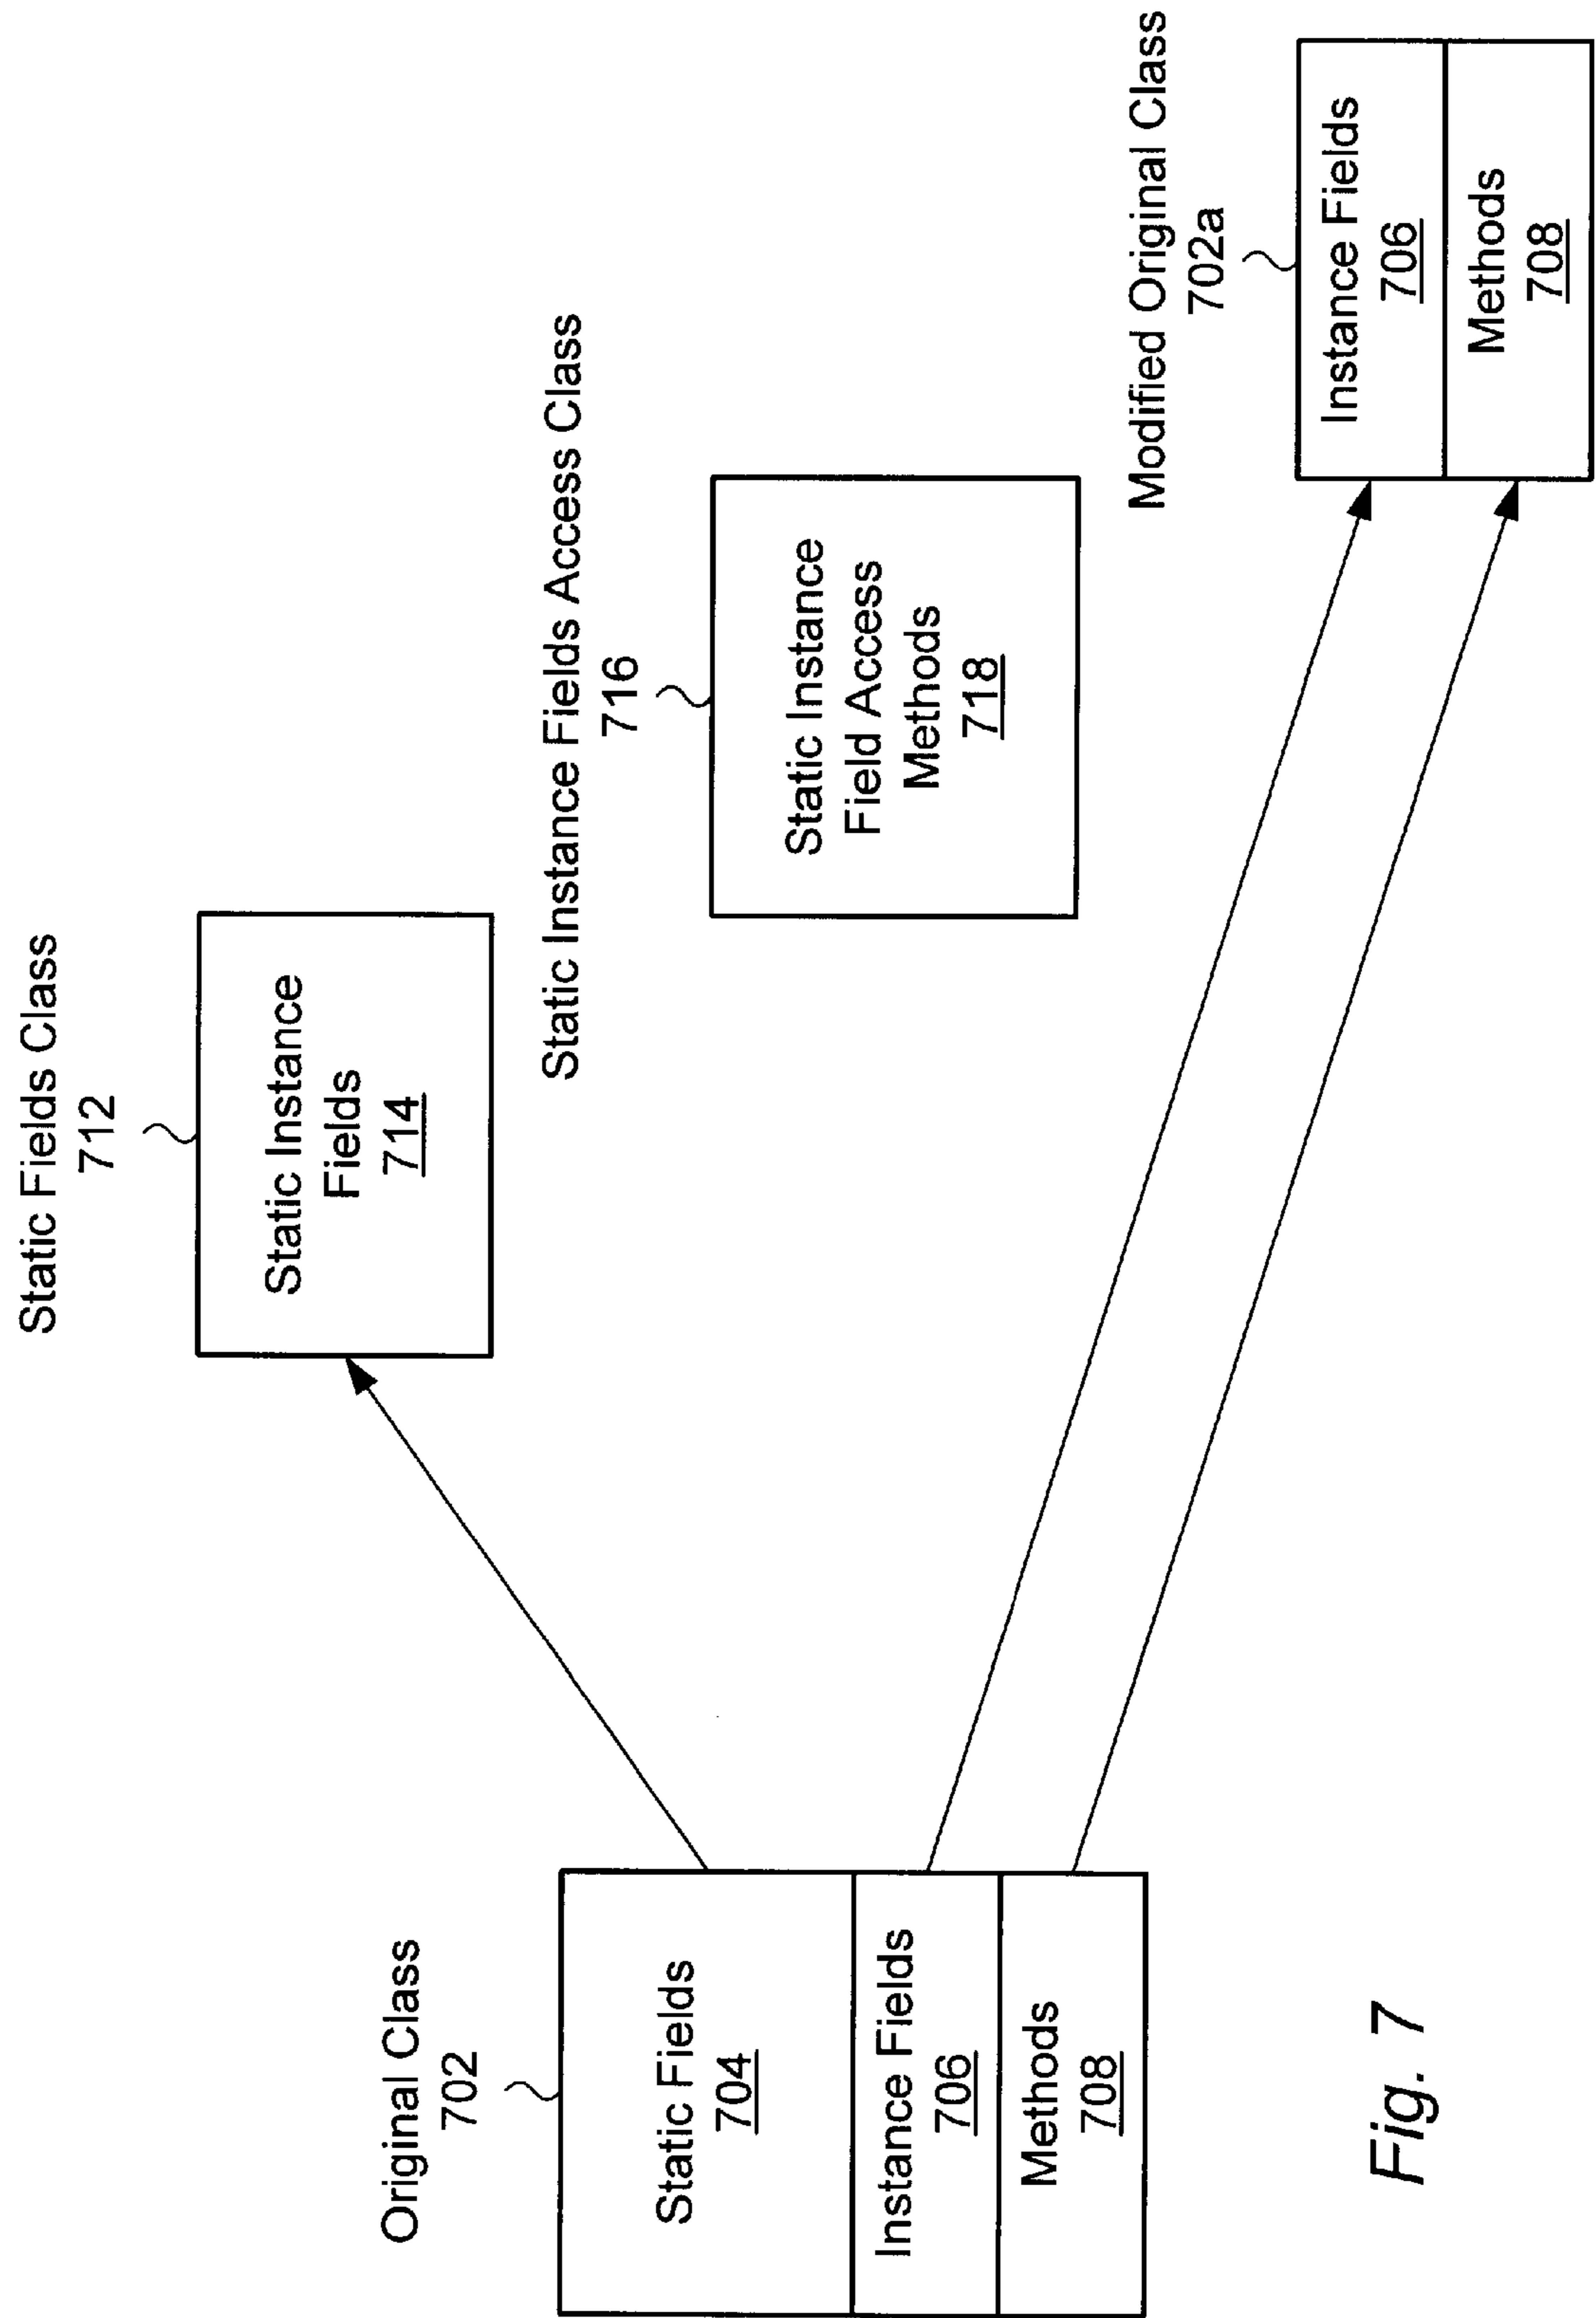 Original Class
702
Static Fields
704
Instance Fields
706
Methods
708
Static Fields Class
712
Static Instance
Fields
714
Static Instance Fields Access Class
716
Static Instance
Field Access
Methods
718
Modified Original Class
702a
Instance Fields
706
Methods
708
Fig. 7